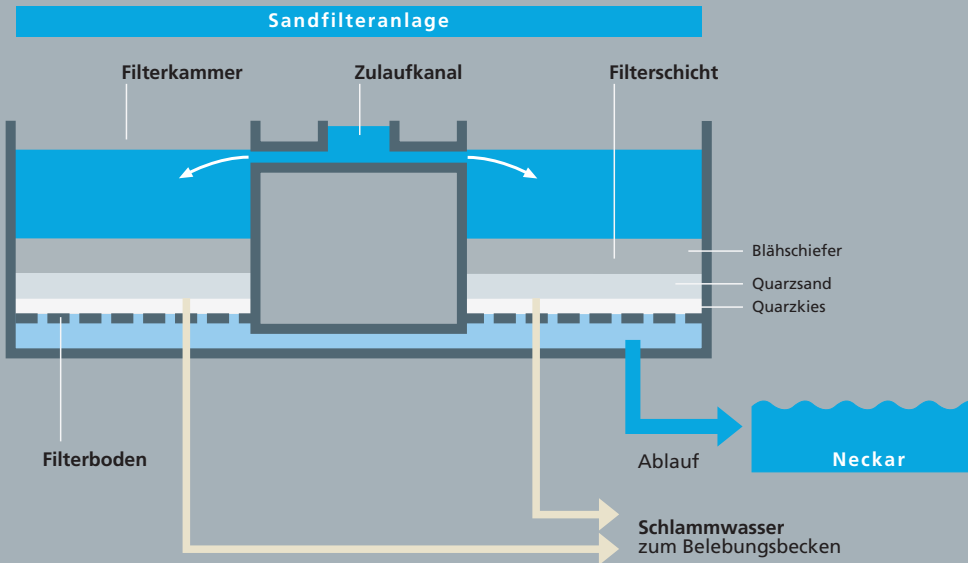 Sandfilteranlage
Filterkammer
Zulaufkanal
Filterschicht
Blähschiefer
Quarzsand
Quarzkies
Filterboden
Ablauf
Neckar
Schlammwasser
zum Belebungsbecken